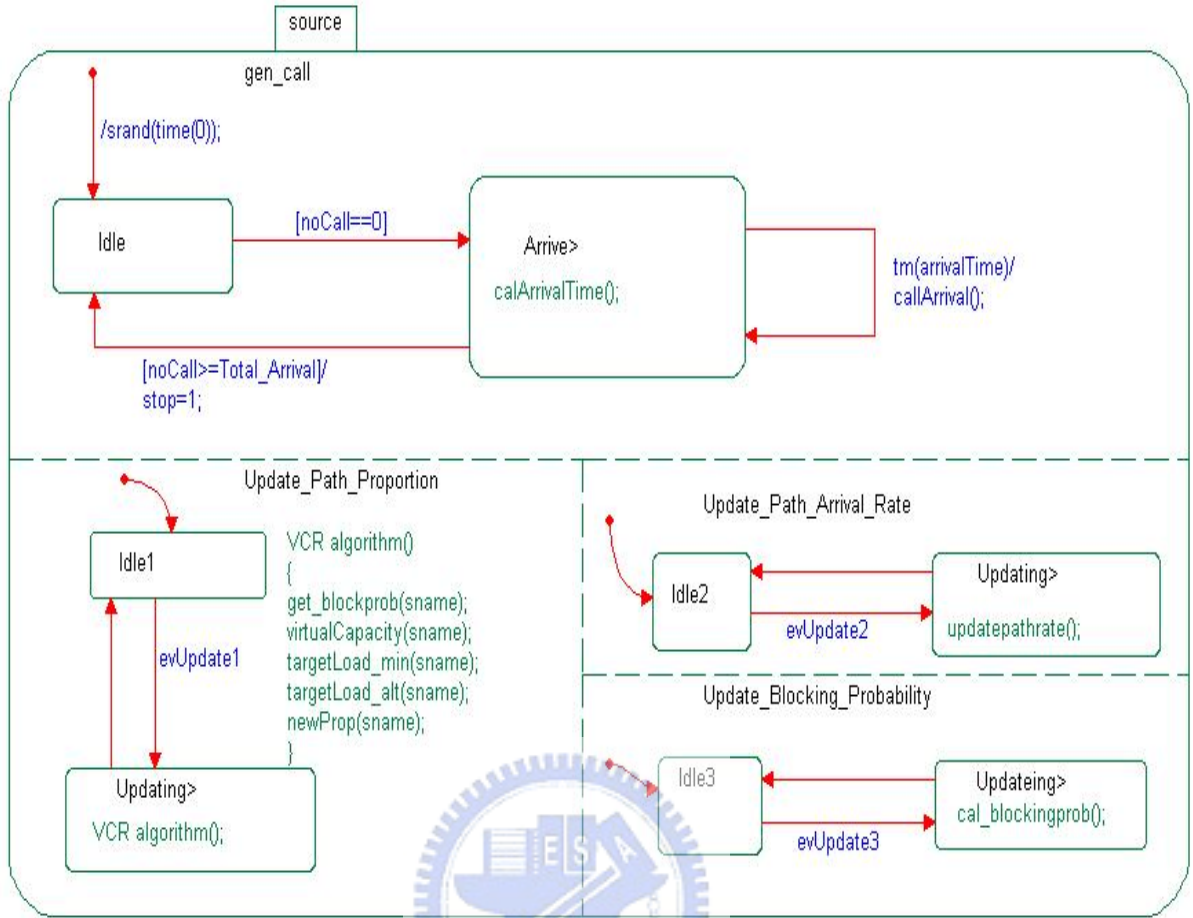 source
gen_call
/srand(time(0));
Idle
[noCall==0]
Arrive>
calArrivalTime();
tm(arrivalTime)/
callArrival();
[noCall>=Total_Arrival]/
stop=1;
Update_Path_Proportion
Idle1
evUpdate1
VCR algorithm()
{
get_blockprob(sname);
virtualCapacity(sname);
targetLoad_min(sname);
targetLoad_alt(sname);
newProp(sname);
}
Updating>
VCR algorithm();
Update_Path_Arrival_Rate
Idle2
evUpdate2
Updating>
updatepathrate();
Update_Blocking_Probability
Idle3
evUpdate3
Updateing>
cal_blockingprob();
E S A